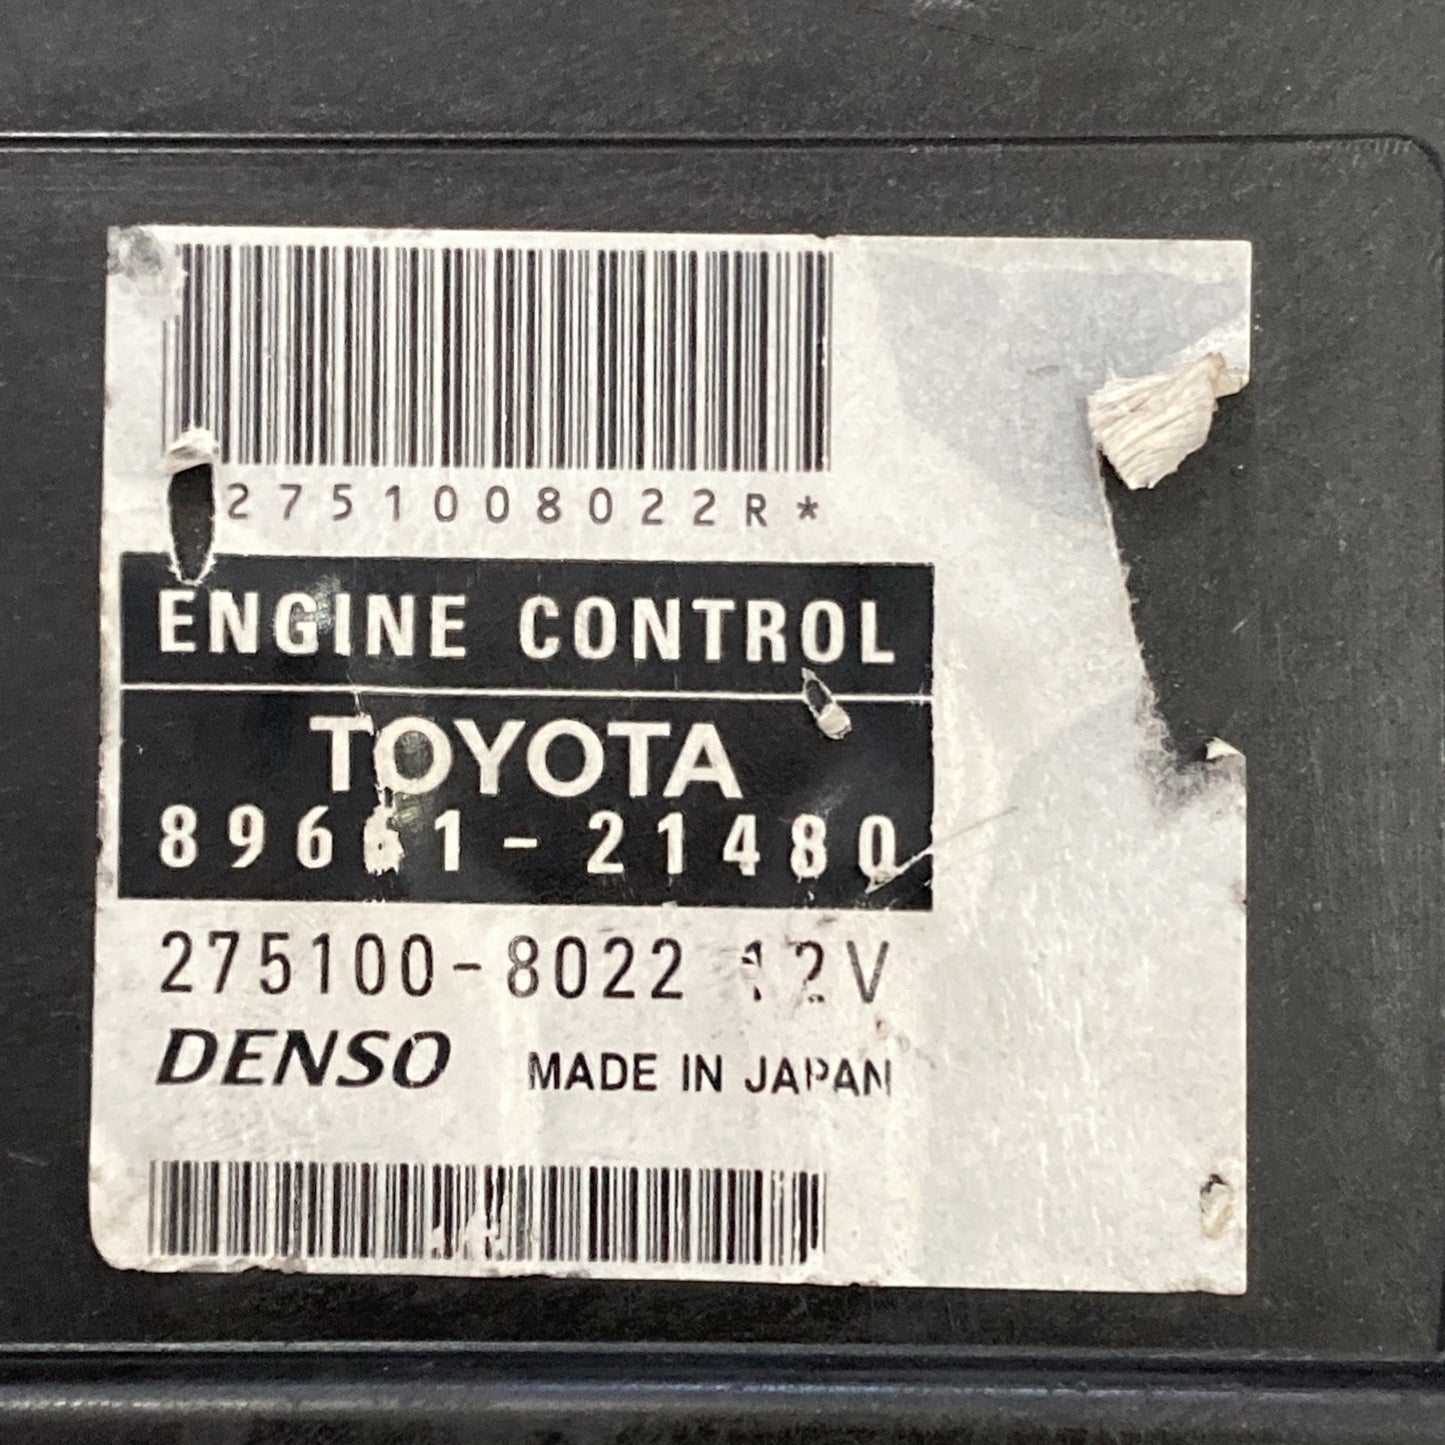 2751008022R*
ENGINE CONTROL
TOYOTA
89661-21480
275100-8022 12V
DENSO MADE IN JAPAN